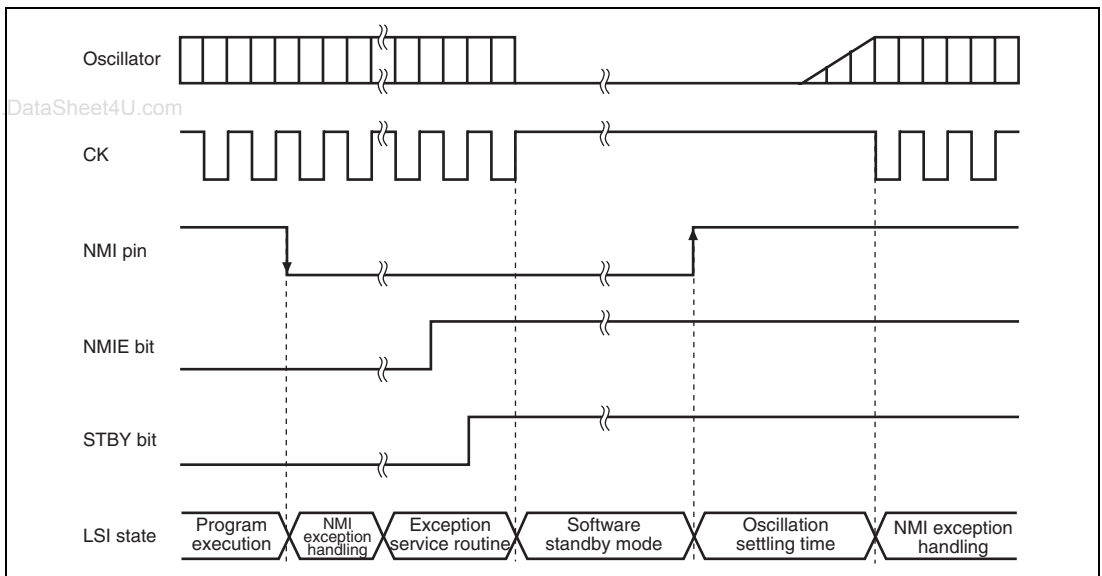 Oscillator
.DataSheet4U.com
CK
NMI pin
NMIE bit
STBY bit
LSI state
Program
execution
NMI
exception
handling
Exception
service routine
Software
standby mode
Oscillation
settling time
NMI exception
handling